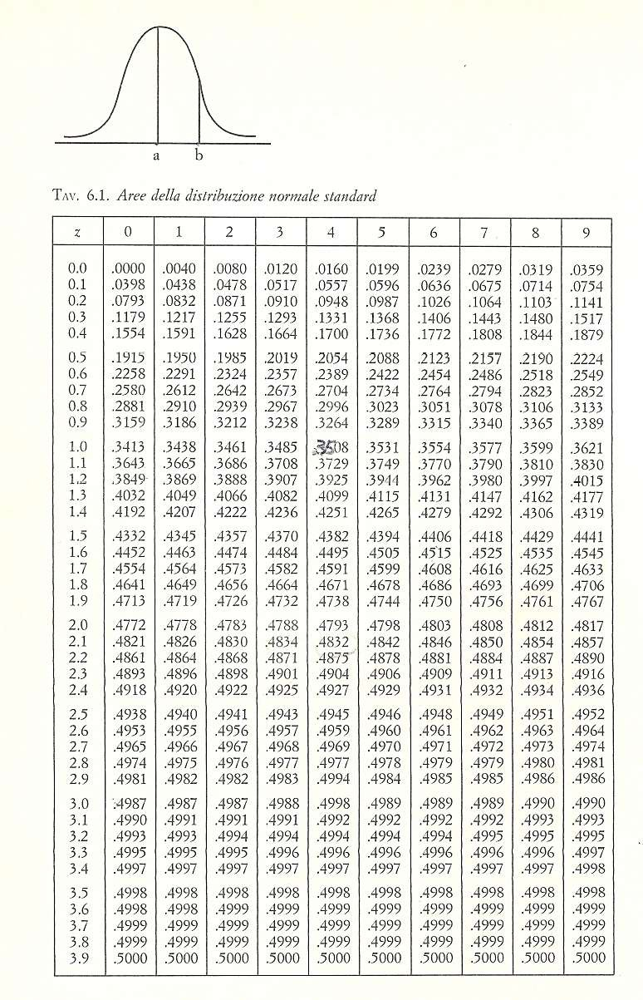 a b
TAV. 6.1. Aree della distribuzione normale standard
z 0 1 2 3 4 5 6 7 8 9
0.0 .0000 .0040 .0080 .0120 .0160 .0199 .0239 .0279 .0319 .0359
0.1 .0398 .0438 .0478 .0517 .0557 .0596 .0636 .0675 .0714 .0754
0.2 .0793 .0832 .0871 .0910 .0948 .0987 .1026 .1064 .1103 .1141
0.3 .1179 .1217 .1255 .1293 .1331 .1368 .1406 .1443 .1480 .1517
0.4 .1554 .1591 .1628 .1664 .1700 .1736 .1772 .1808 .1844 .1879
0.5 .1915 .1950 .1985 .2019 .2054 .2088 .2123 .2157 .2190 .2224
0.6 .2258 .2291 .2324 .2357 .2389 .2422 .2454 .2486 .2518 .2549
0.7 .2580 .2612 .2642 .2673 .2704 .2734 .2764 .2794 .2823 .2852
0.8 .2881 .2910 .2939 .2967 .2996 .3023 .3051 .3078 .3106 .3133
0.9 .3159 .3186 .3212 .3238 .3264 .3289 .3315 .3340 .3365 .3389
1.0 .3413 .3438 .3461 .3485 .3508 .3531 .3554 .3577 .3599 .3621
1.1 .3643 .3665 .3686 .3708 .3729 .3749 .3770 .3790 .3810 .3830
1.2 .3849 .3869 .3888 .3907 .3925 .3944 .3962 .3980 .3997 .4015
1.3 .4032 .4049 .4066 .4082 .4099 .4115 .4131 .4147 .4162 .4177
1.4 .4192 .4207 .4222 .4236 .4251 .4265 .4279 .4292 .4306 .4319
1.5 .4332 .4345 .4357 .4370 .4382 .4394 .4406 .4418 .4429 .4441
1.6 .4452 .4463 .4474 .4484 .4495 .4505 .4515 .4525 .4535 .4545
1.7 .4554 .4564 .4573 .4582 .4591 .4599 .4608 .4616 .4625 .4633
1.8 .4641 .4649 .4656 .4664 .4671 .4678 .4686 .4693 .4699 .4706
1.9 .4713 .4719 .4726 .4732 .4738 .4744 .4750 .4756 .4761 .4767
2.0 .4772 .4778 .4783 .4788 .4793 .4798 .4803 .4808 .4812 .4817
2.1 .4821 .4826 .4830 .4834 .4832 .4842 .4846 .4850 .4854 .4857
2.2 .4861 .4864 .4868 .4871 .4875 .4878 .4881 .4884 .4887 .4890
2.3 .4893 .4896 .4898 .4901 .4904 .4906 .4909 .4911 .4913 .4916
2.4 .4918 .4920 .4922 .4925 .4927 .4929 .4931 .4932 .4934 .4936
2.5 .4938 .4940 .4941 .4943 .4945 .4946 .4948 .4949 .4951 .4952
2.6 .4953 .4955 .4956 .4957 .4959 .4960 .4961 .4962 .4963 .4964
2.7 .4965 .4966 .4967 .4968 .4969 .4970 .4971 .4972 .4973 .4974
2.8 .4974 .4975 .4976 .4977 .4977 .4978 .4979 .4979 .4980 .4981
2.9 .4981 .4982 .4982 .4983 .4994 .4984 .4985 .4985 .4986 .4986
3.0 .4987 .4987 .4987 .4988 .4998 .4989 .4989 .4989 .4990 .4990
3.1 .4990 .4991 .4991 .4991 .4992 .4992 .4992 .4992 .4993 .4993
3.2 .4993 .4993 .4994 .4994 .4994 .4994 .4994 .4995 .4995 .4995
3.3 .4995 .4995 .4995 .4996 .4996 .4996 .4996 .4996 .4996 .4997
3.4 .4997 .4997 .4997 .4997 .4997 .4997 .4997 .4997 .4997 .4998
3.5 .4998 .4998 .4998 .4998 .4998 .4998 .4998 .4998 .4998 .4998
3.6 .4998 .4998 .4999 .4999 .4999 .4999 .4999 .4999 .4999 .4999
3.7 .4999 .4999 .4999 .4999 .4999 .4999 .4999 .4999 .4999 .4999
3.8 .4999 .4999 .4999 .4999 .4999 .4999 .4999 .4999 .4999 .4999
3.9 .5000 .5000 .5000 .5000 .5000 .5000 .5000 .5000 .5000 .5000